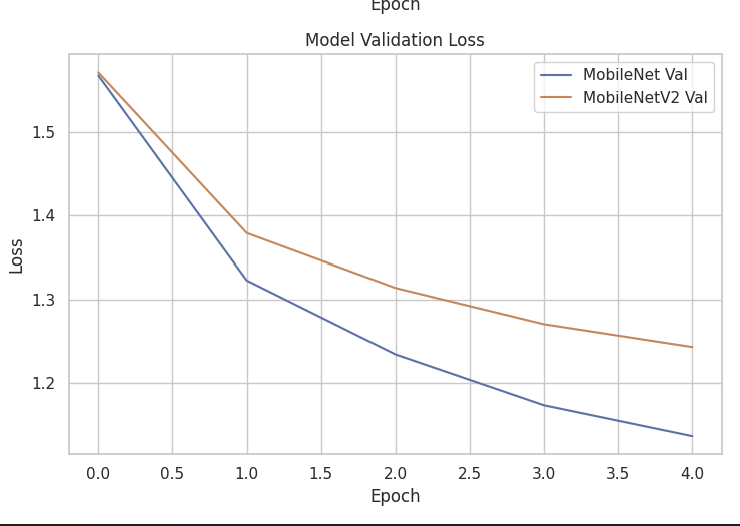 Epoch
Model Validation Loss
MobileNet Val
MobileNetV2 Val
1.5
1.4
1.3
1.2
Loss
0.0 0.5 1.0 1.5 2.0 2.5 3.0 3.5 4.0
Epoch